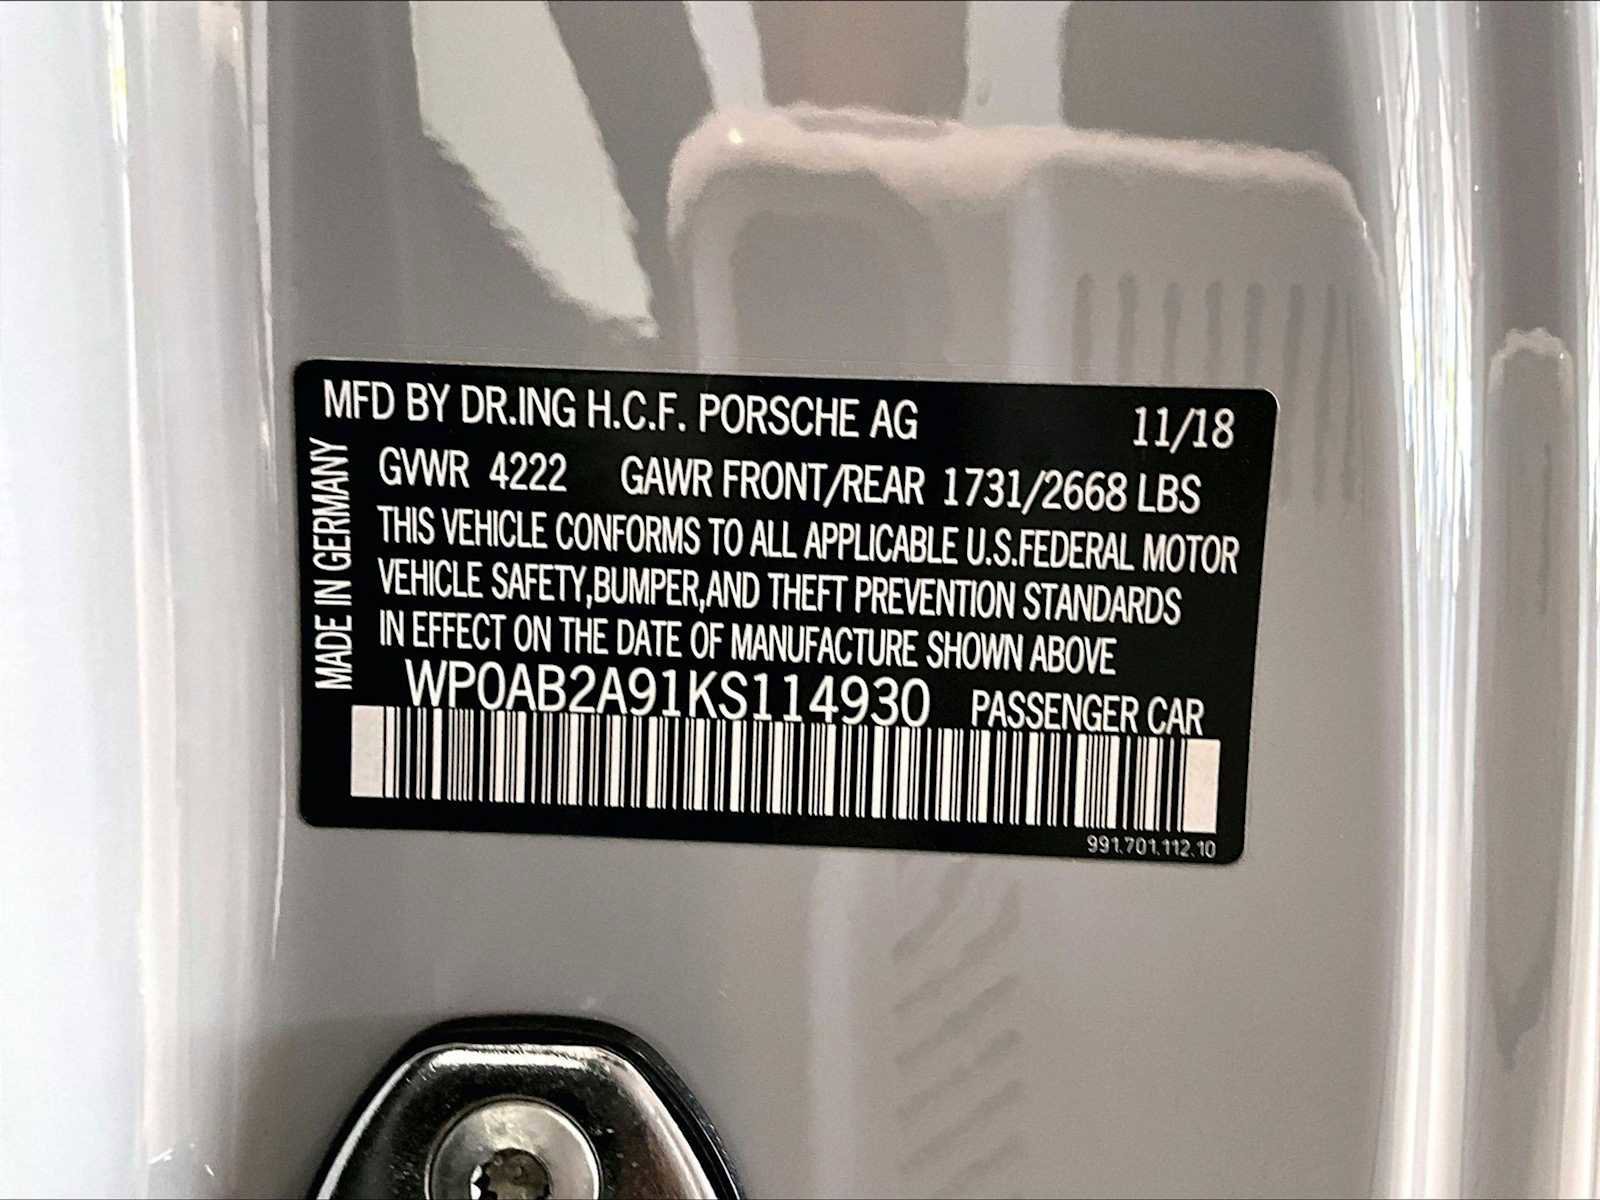 MFD BY DR.ING H.C.F. PORSCHE AG 11/18
GVWR 4222 GAWR FRONT/REAR 1731/2668 LBS
THIS VEHICLE CONFORMS TO ALL APPLICABLE U.S.FEDERAL MOTOR
VEHICLE SAFETY,BUMPER,AND THEFT PREVENTION STANDARDS
IN EFFECT ON THE DATE OF MANUFACTURE SHOWN ABOVE
WP0AB2A91KS114930 PASSENGER CAR
991.701.112.10
MADE IN GERMANY